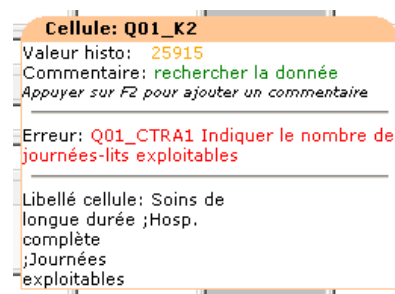 Cellule: Q01_K2
Valeur histo: 25915
Commentaire: rechercher la donnée
Appuyer sur F2 pour ajouter un commentaire
Erreur: Q01_CTRA1 Indiquer le nombre de
journées-lits exploitables
Libellé cellule: Soins de
longue durée ;Hosp.
complète
;Journées
exploitables